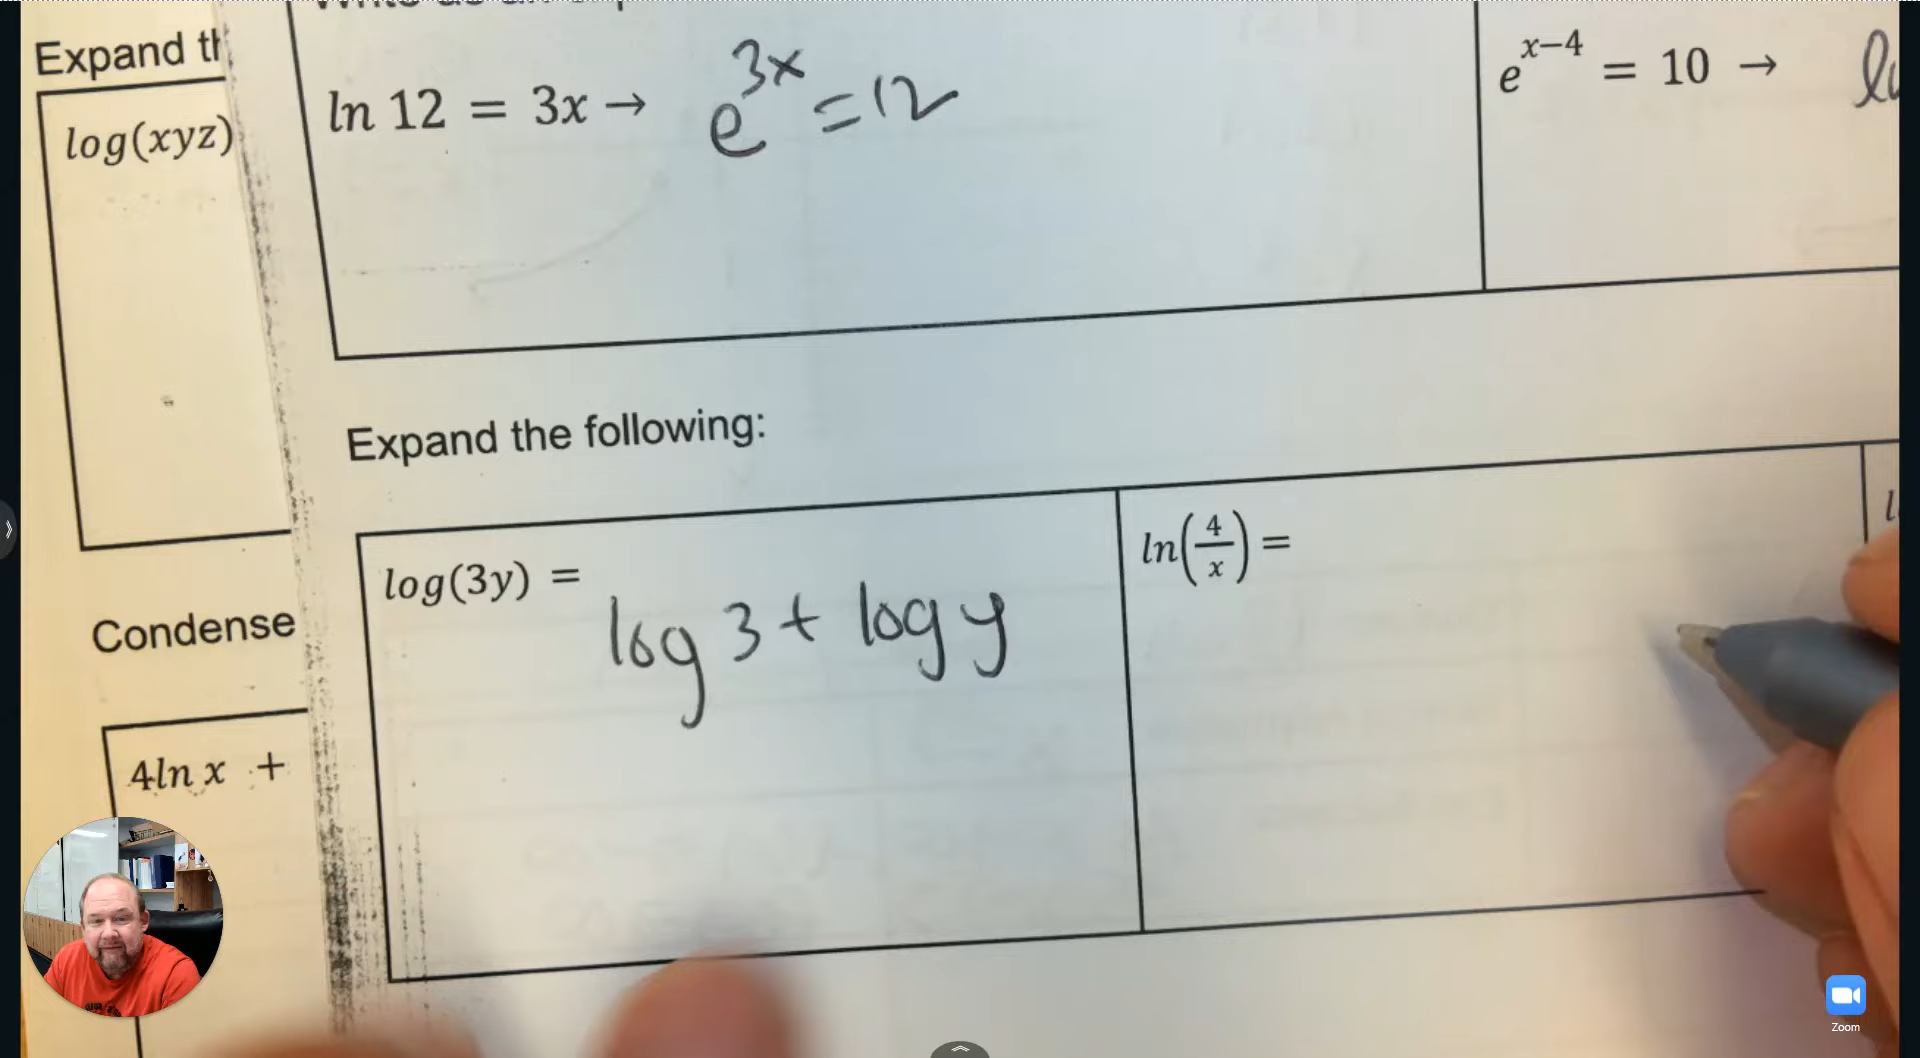 Expand th
log(xyz)
Condense
4ln x +
ln 12 = 3x → e^{3x} = 12
e^{x−4} = 10 →
Expand the following:
log(3y) = log 3 + log y
ln(4/x) =
Zoom